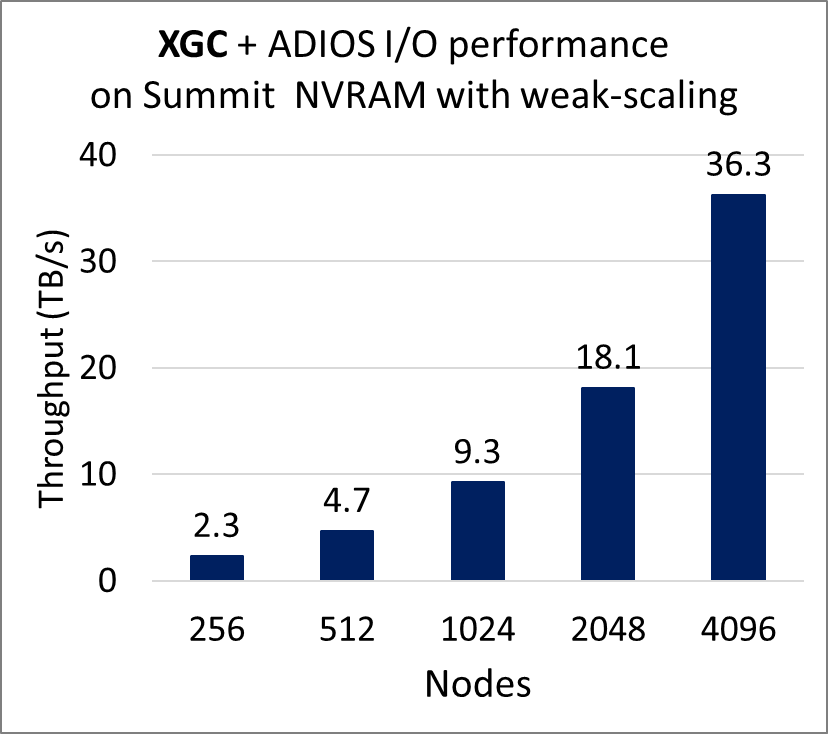 XGC + ADIOS I/O performance
on Summit NVRAM with weak-scaling
Throughput (TB/s)
40
30
20
10
0
2.3
4.7
9.3
18.1
36.3
256 512 1024 2048 4096
Nodes